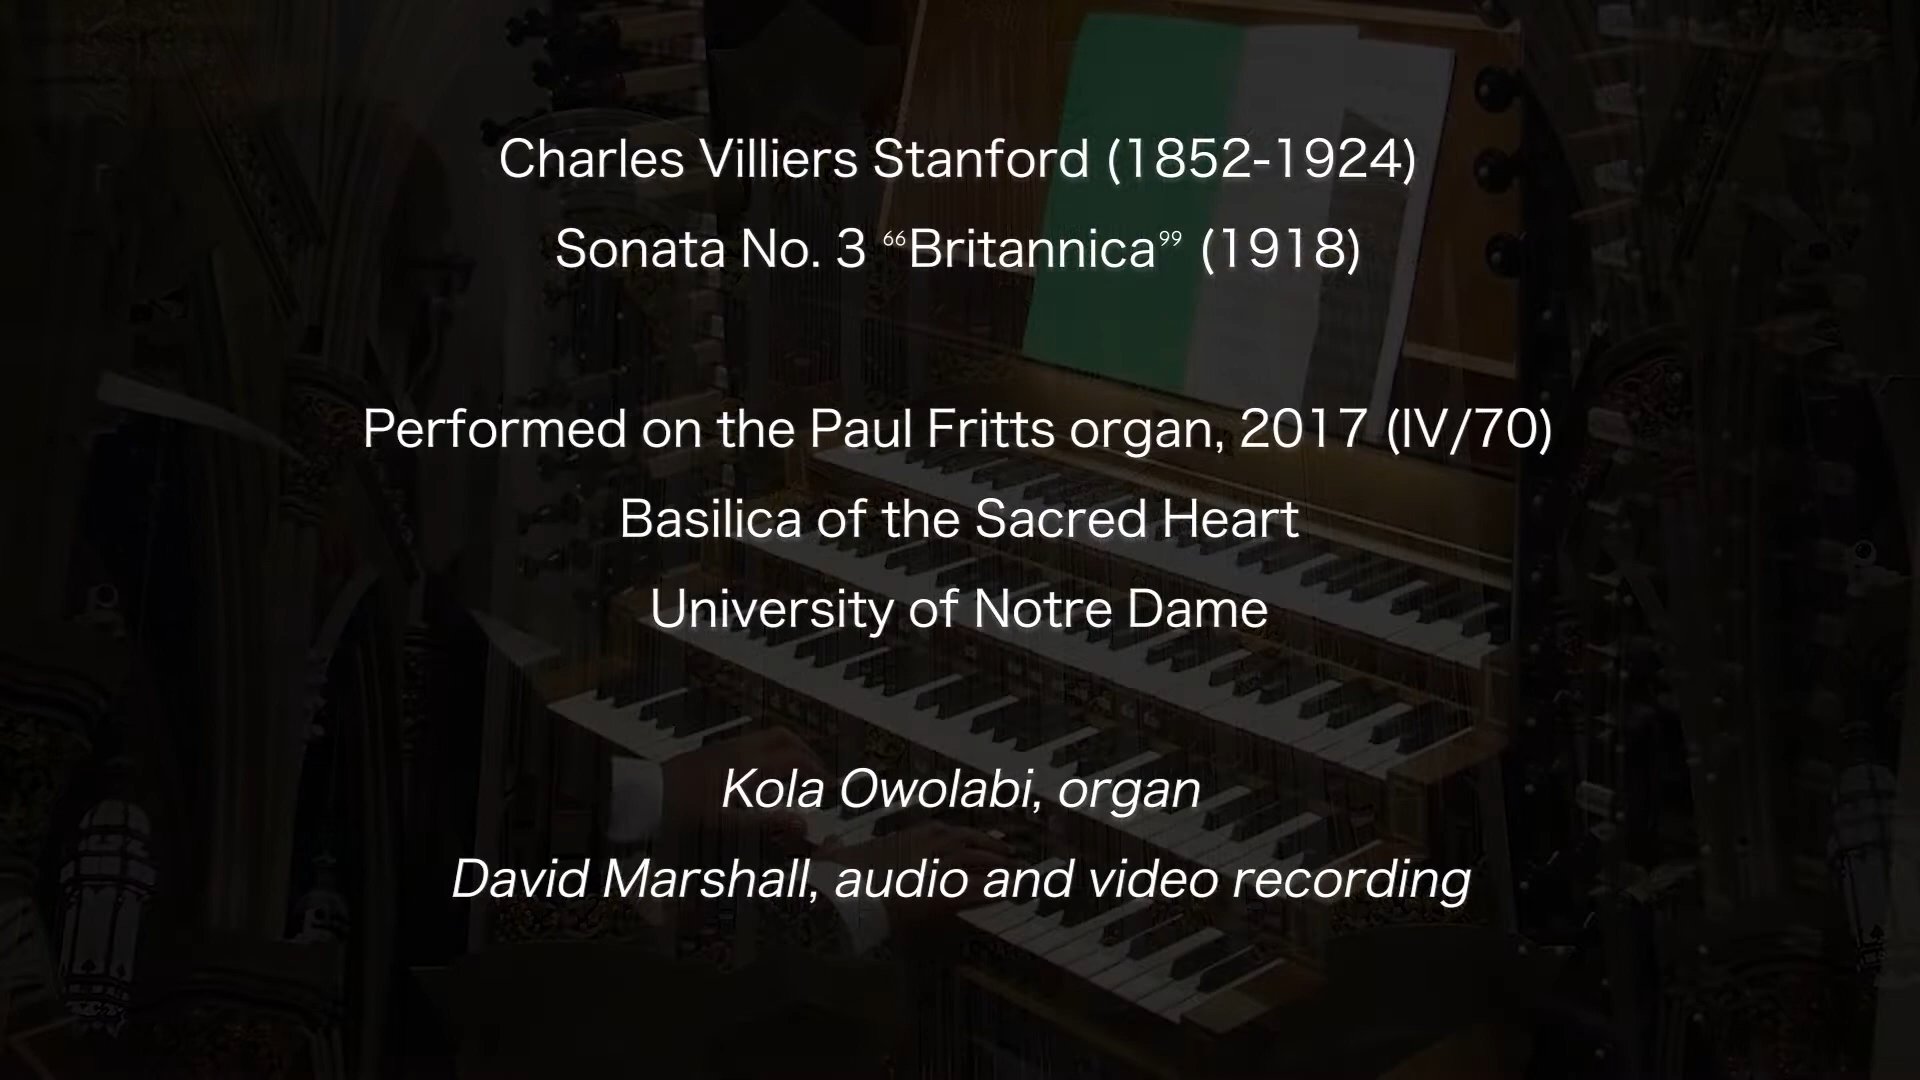 Charles Villiers Stanford (1852-1924)
Sonata No. 3 “Britannica” (1918)
Performed on the Paul Fritts organ, 2017 (IV/70)
Basilica of the Sacred Heart
University of Notre Dame
Kola Owolabi, organ
David Marshall, audio and video recording